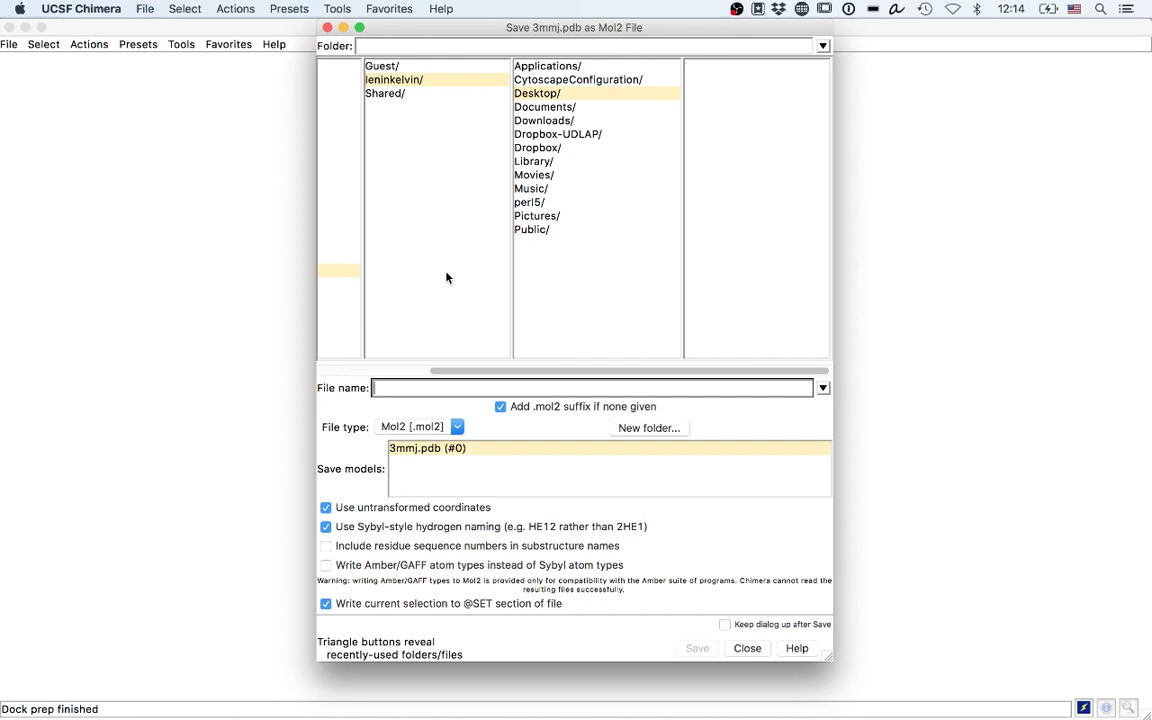 UCSF Chimera File Select Actions Presets Tools Favorites Help 12:14
Save 3mmj.pdb as Mol2 File
File Select Actions Presets Tools Favorites Help
Folder:
Guest/
leninkelvin/
Shared/
Applications/
CytoscapeConfiguration/
Desktop/
Documents/
Downloads/
Dropbox-UDLAP/
Dropbox/
Library/
Movies/
Music/
perl5/
Pictures/
Public/
File name:
Add .mol2 suffix if none given
File type: Mol2 [.mol2] New folder...
3mmj.pdb (#0)
Save models:
Use untransformed coordinates
Use Sybyl-style hydrogen naming (e.g. HE12 rather than 2HE1)
Include residue sequence numbers in substructure names
Write Amber/GAFF atom types instead of Sybyl atom types
Warning: writing Amber/GAFF types to Mol2 is provided only for compatibility with the Amber suite of programs. Chimera cannot read the
resulting files successfully.
Write current selection to @SET section of file
Keep dialog up after Save
Triangle buttons reveal
recently-used folders/files
Save Close Help
Dock prep finished